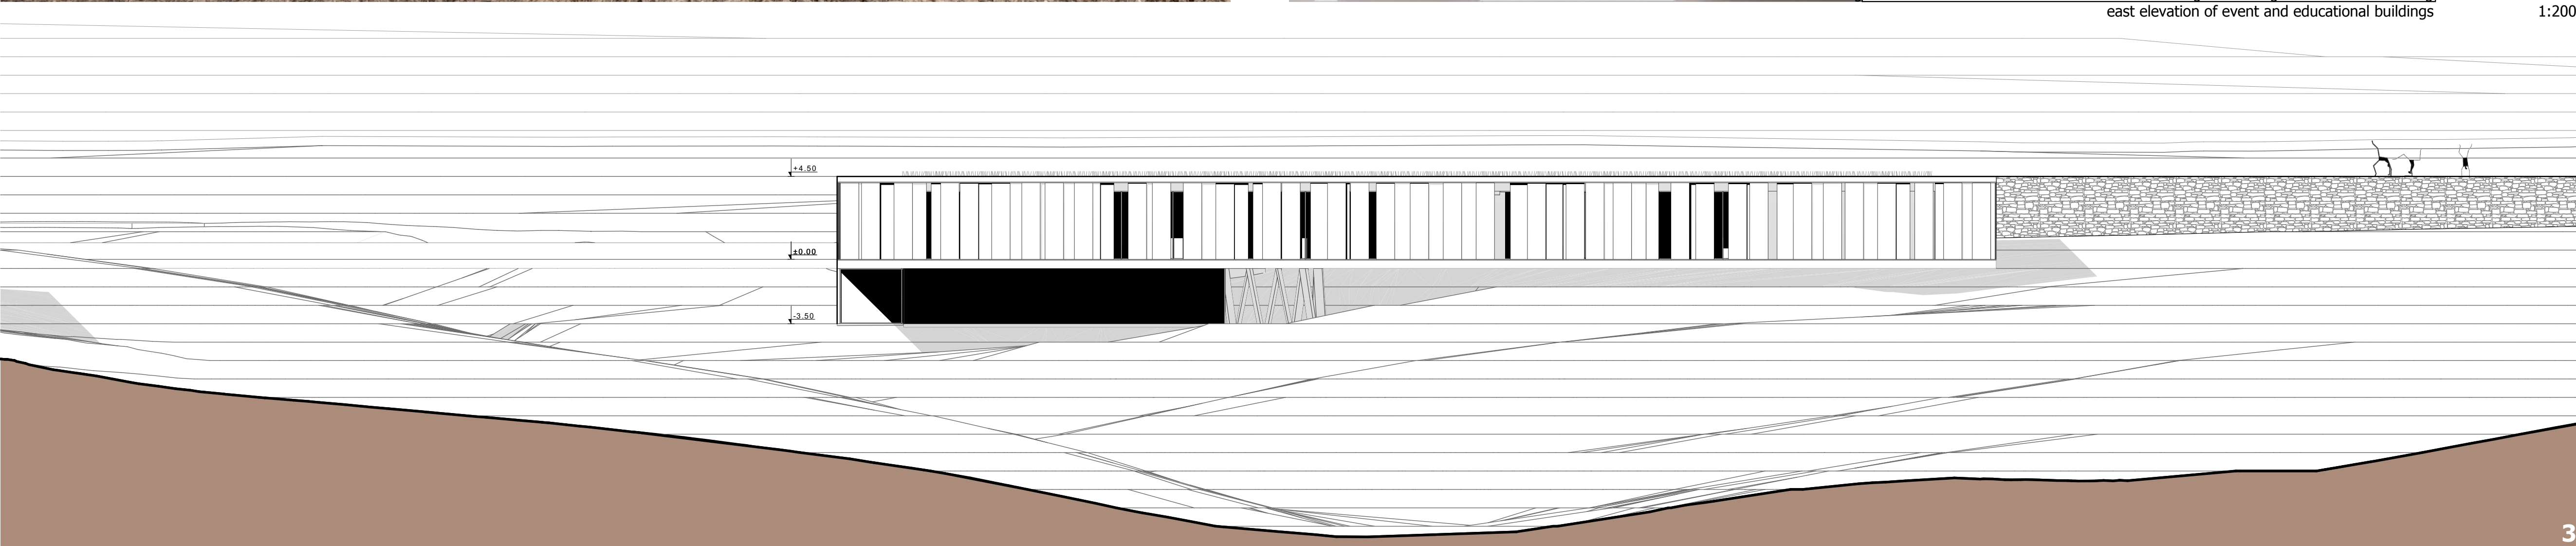 east elevation of event and educational buildings 1:200
+4.50
±0.00
-3.50
3